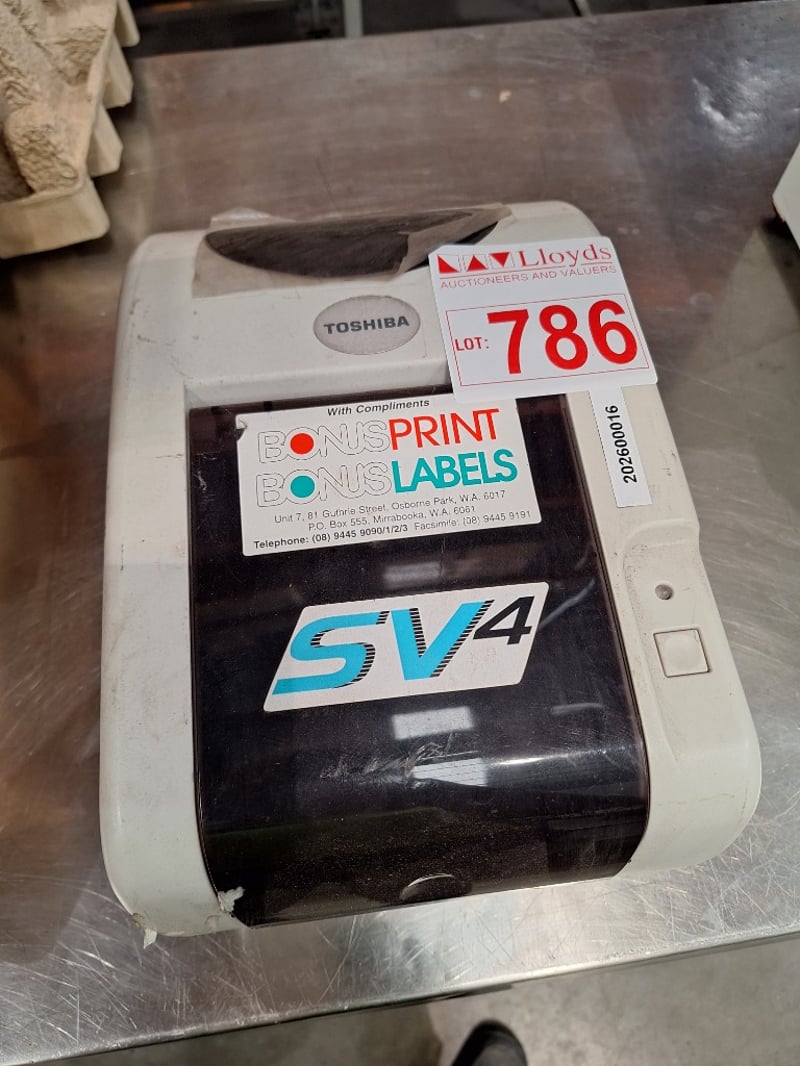 Lloyds
AUCTIONEERS AND VALUERS
LOT: 786
TOSHIBA
202600016
With Compliments
BONUSPRINT
BONUSLABELS
Unit 7, 81 Guthrie Street, Osborne Park, W.A. 6017
P.O. Box 555, Mirrabooka, W.A. 6061
Telephone: (08) 9445 9090/1/2/3 Facsimile: (08) 9445 9191
SV4